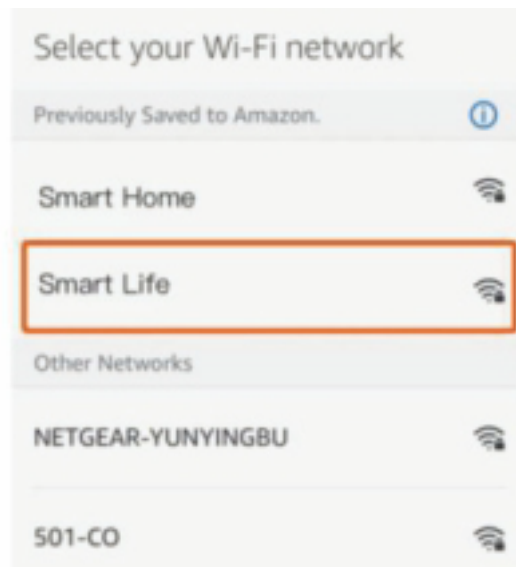 Select your Wi-Fi network
Previously Saved to Amazon.
Smart Home
Smart Life
Other Networks
NETGEAR-YUNYINGBU
501-CO